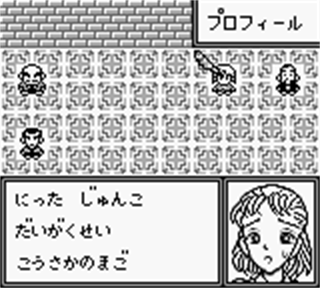 プロフィール
にった　じゅんこ
だいがくせい
こうさかのまご